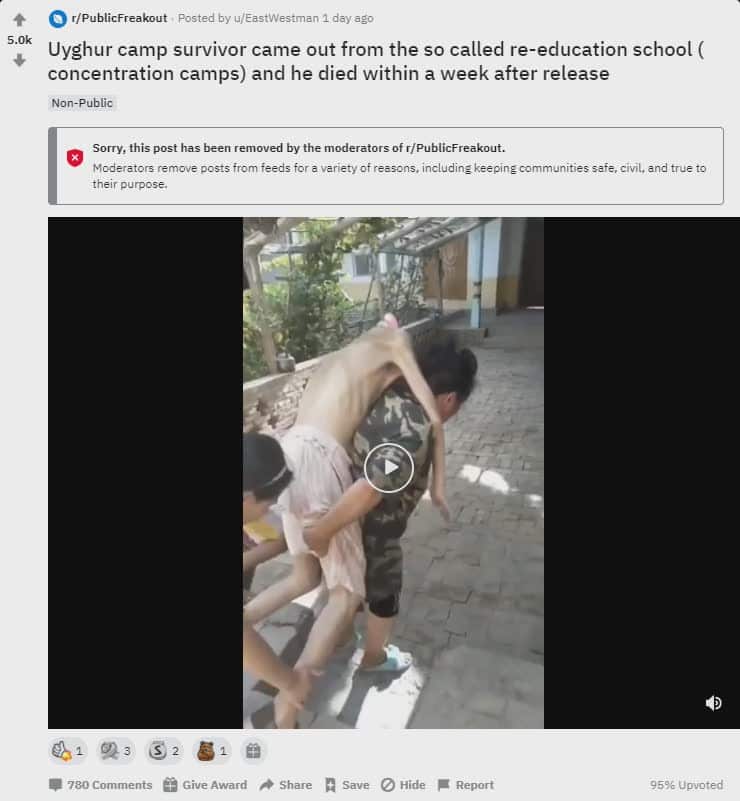 r/PublicFreakout · Posted by u/EastWestman 1 day ago
5.0k
Uyghur camp survivor came out from the so called re-education school (
concentration camps) and he died within a week after release
Non-Public
Sorry, this post has been removed by the moderators of r/PublicFreakout.
Moderators remove posts from feeds for a variety of reasons, including keeping communities safe, civil, and true to
their purpose.
1 3 S 2 1
780 Comments Give Award Share Save Hide Report 95% Upvoted